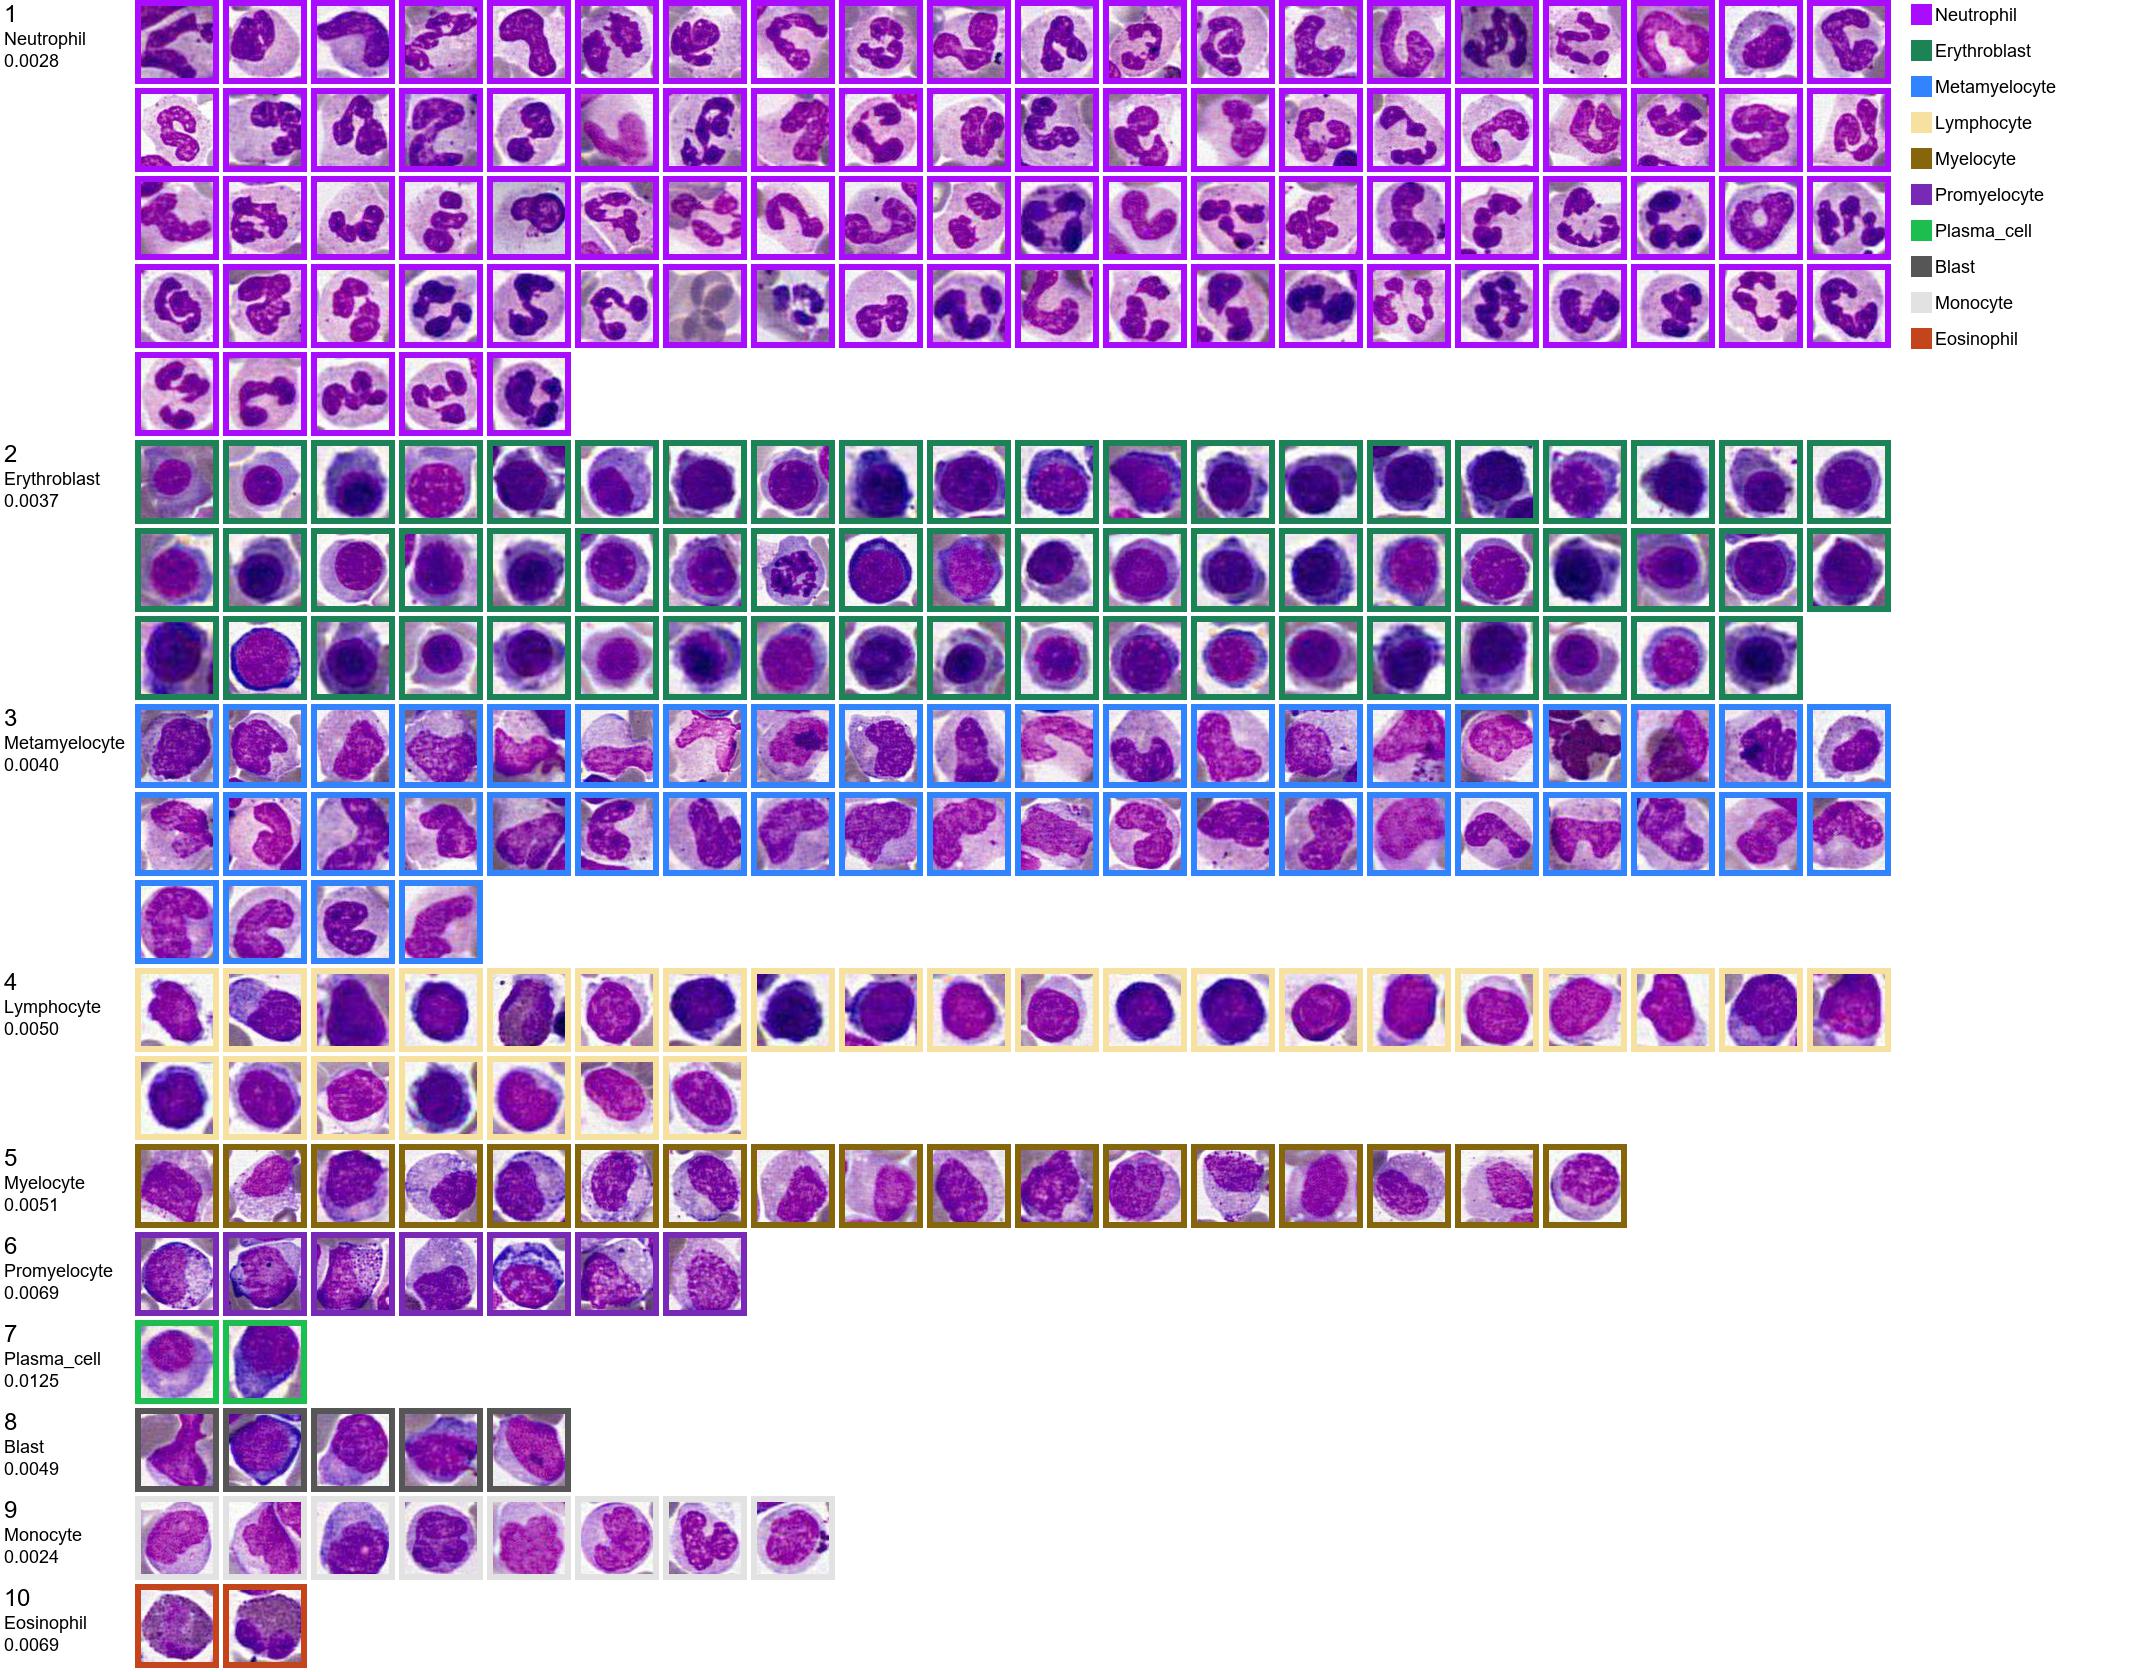 1
Neutrophil
0.0028
2
Erythroblast
0.0037
3
Metamyelocyte
0.0040
4
Lymphocyte
0.0050
5
Myelocyte
0.0051
6
Promyelocyte
0.0069
7
Plasma_cell
0.0125
8
Blast
0.0049
9
Monocyte
0.0024
10
Eosinophil
0.0069
Neutrophil
Erythroblast
Metamyelocyte
Lymphocyte
Myelocyte
Promyelocyte
Plasma_cell
Blast
Monocyte
Eosinophil